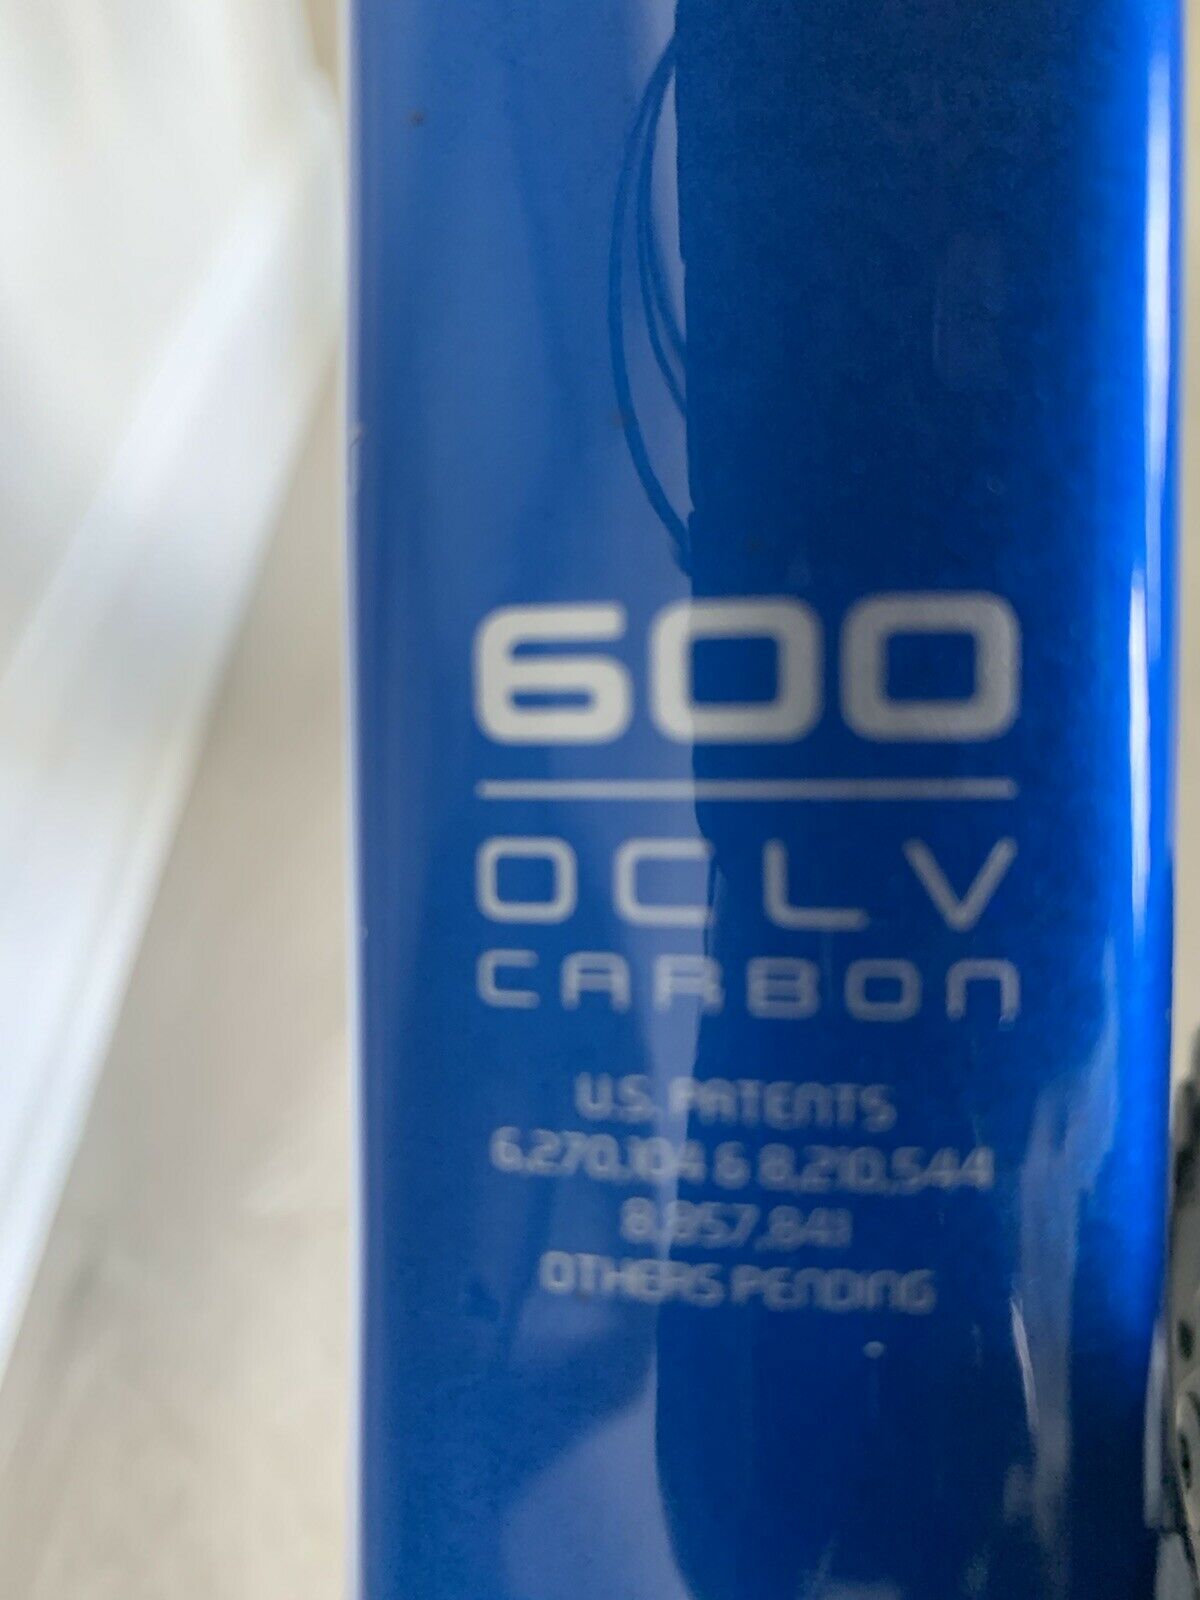 600
OCLV
CARBON
U.S. PATENTS
6,270,104 & 8,210,544
8,857,841
OTHERS PENDING